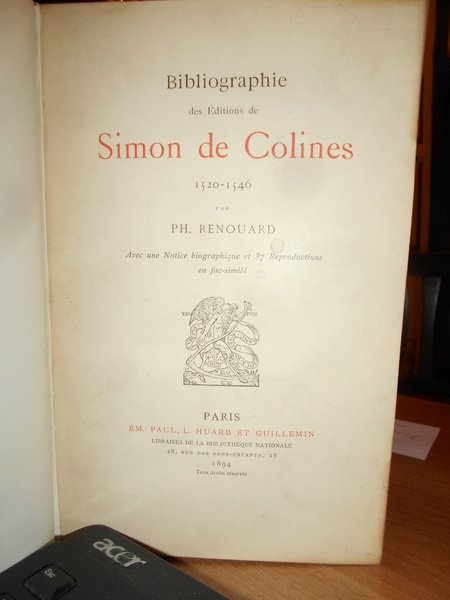 Bibliographie
des Éditions de
Simon de Colines
1520-1546
PAR
PH. RENOUARD
Avec une Notice biographique et 37 Reproductions
en fac-similé
PARIS
ÉM. PAUL, L. HUARD ET GUILLEMIN
LIBRAIRES DE LA BIBLIOTHÈQUE NATIONALE
28, RUE DES BONS-ENFANTS, 28
1894
Tous droits réservés
acer
Esc